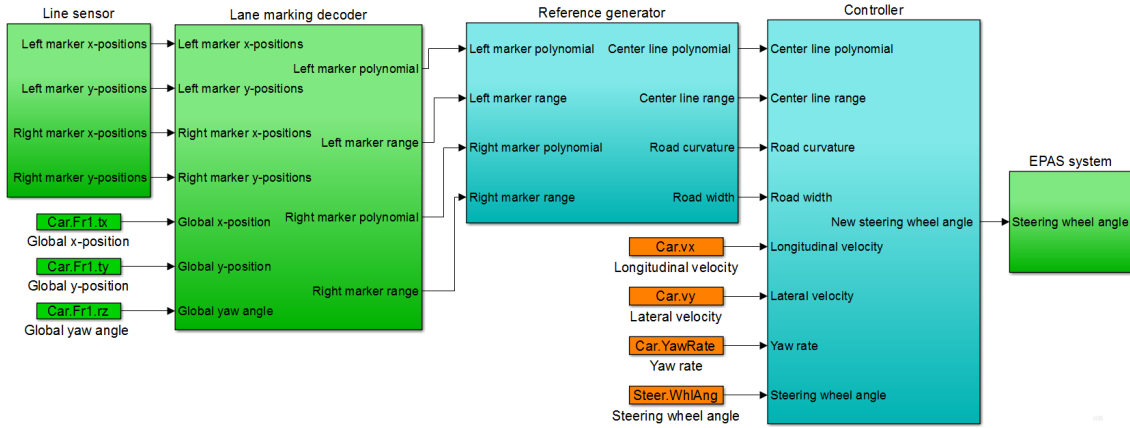 Line sensor
Left marker x-positions
Left marker y-positions
Right marker x-positions
Right marker y-positions
Car.Fr1.tx
Global x-position
Car.Fr1.ty
Global y-position
Car.Fr1.rz
Global yaw angle
Lane marking decoder
Left marker x-positions
Left marker polynomial
Left marker y-positions
Right marker x-positions
Left marker range
Right marker y-positions
Global x-position
Right marker polynomial
Global y-position
Right marker range
Global yaw angle
Reference generator
Left marker polynomial
Center line polynomial
Left marker range
Center line range
Right marker polynomial
Road curvature
Right marker range
Road width
Car.vx
Longitudinal velocity
Car.vy
Lateral velocity
Car.YawRate
Yaw rate
Steer.WhlAng
Steering wheel angle
Controller
Center line polynomial
Center line range
Road curvature
Road width
New steering wheel angle
Longitudinal velocity
Lateral velocity
Yaw rate
Steering wheel angle
EPAS system
Steering wheel angle